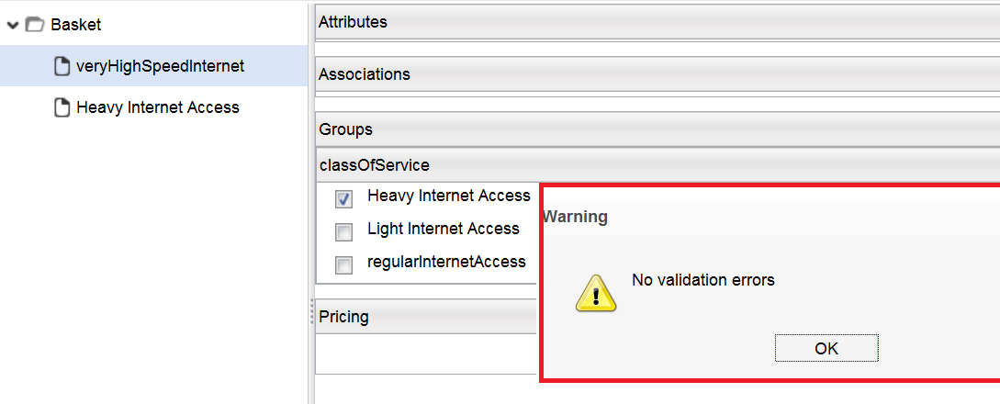 Basket
veryHighSpeedInternet
Heavy Internet Access
Attributes
Associations
Groups
classOfService
Heavy Internet Access
Light Internet Access
regularInternetAccess
Pricing
Warning
No validation errors
OK